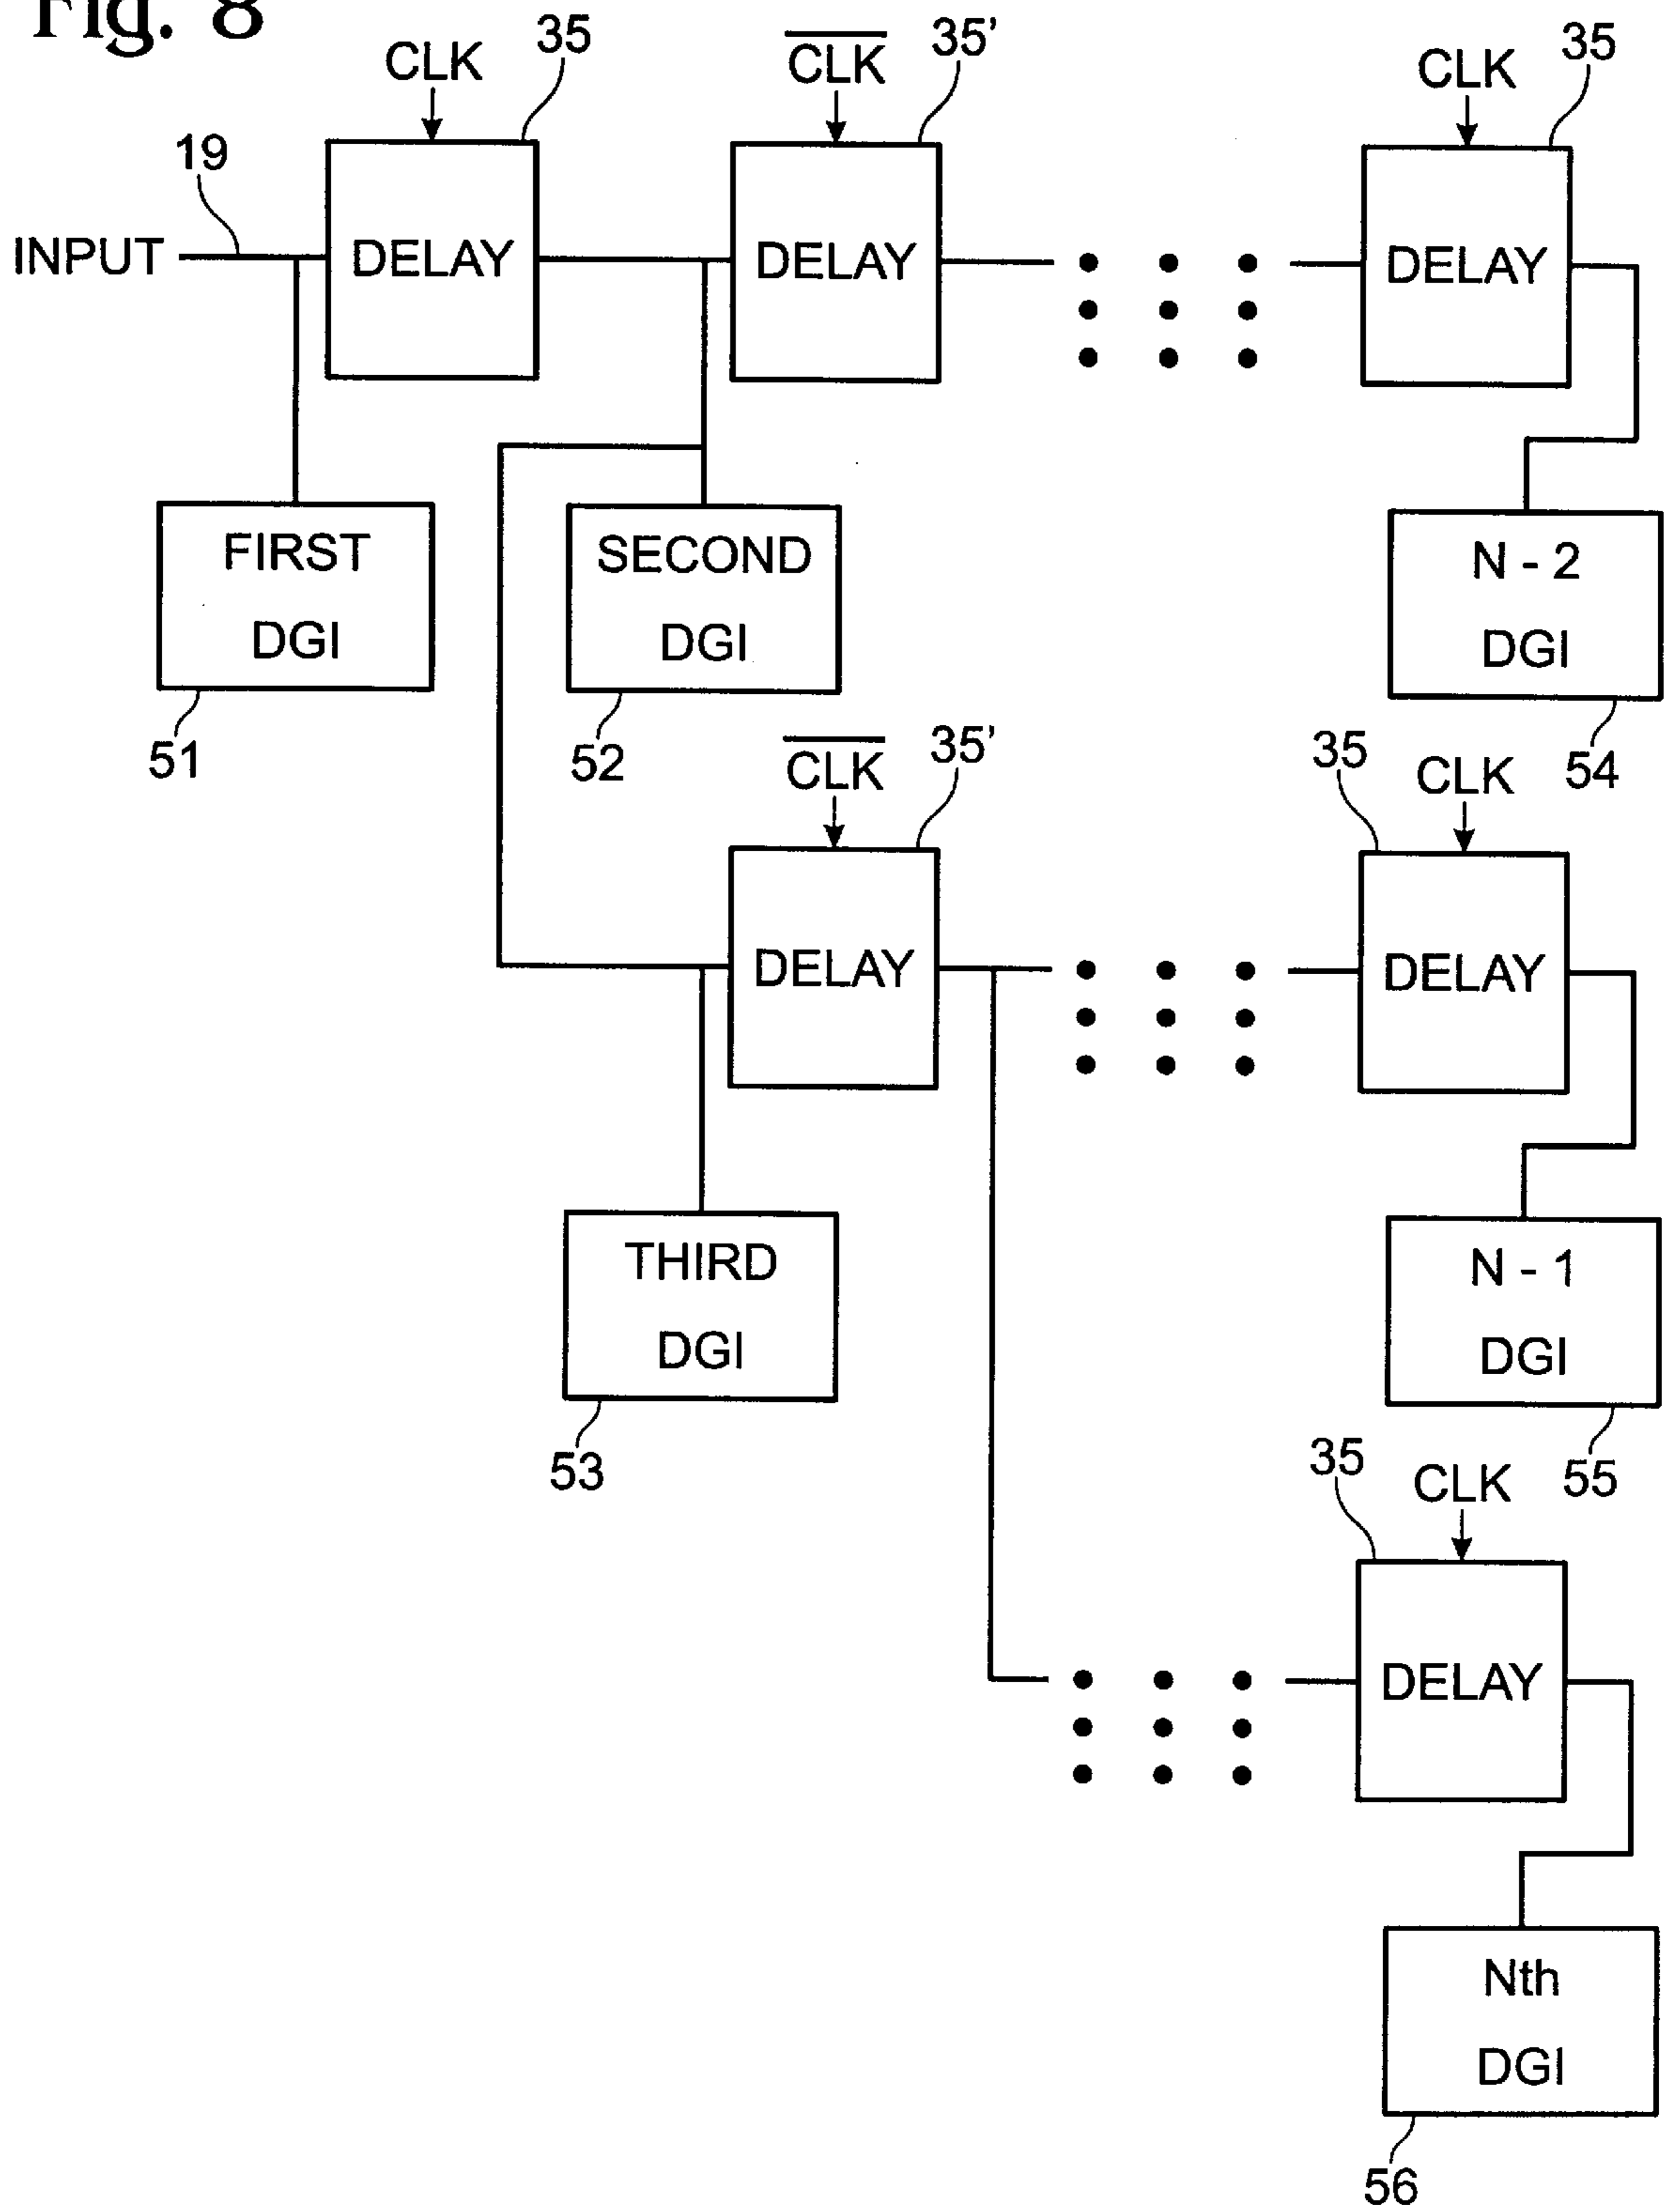 Fig. 8
CLK 35 CLK 35' CLK 35
19
INPUT DELAY DELAY DELAY
FIRST DGI
SECOND DGI
N - 2 DGI
51 52 54
CLK 35' 35 CLK
DELAY DELAY
THIRD DGI
N - 1 DGI
53 55
35 CLK
DELAY
Nth DGI
56